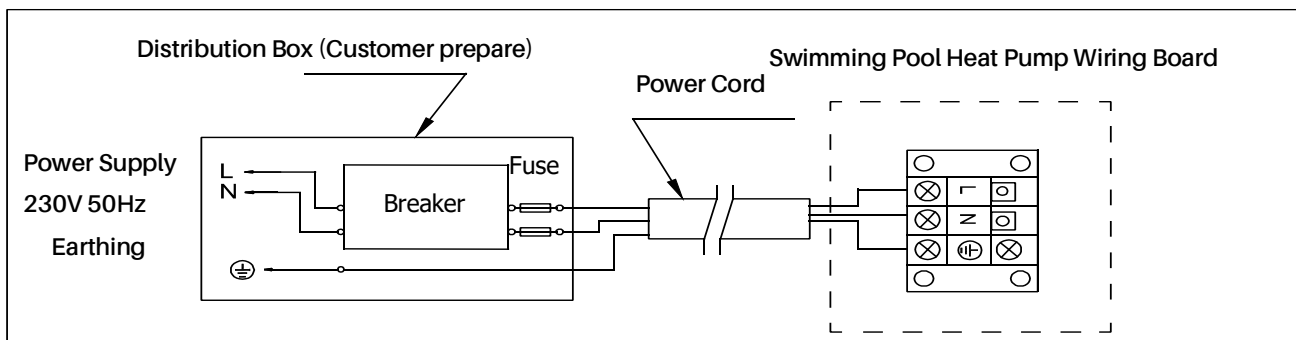 Distribution Box (Customer prepare)
Swimming Pool Heat Pump Wiring Board
Power Cord
Power Supply
230V 50Hz
Earthing
L
N
Breaker
Fuse
L
N